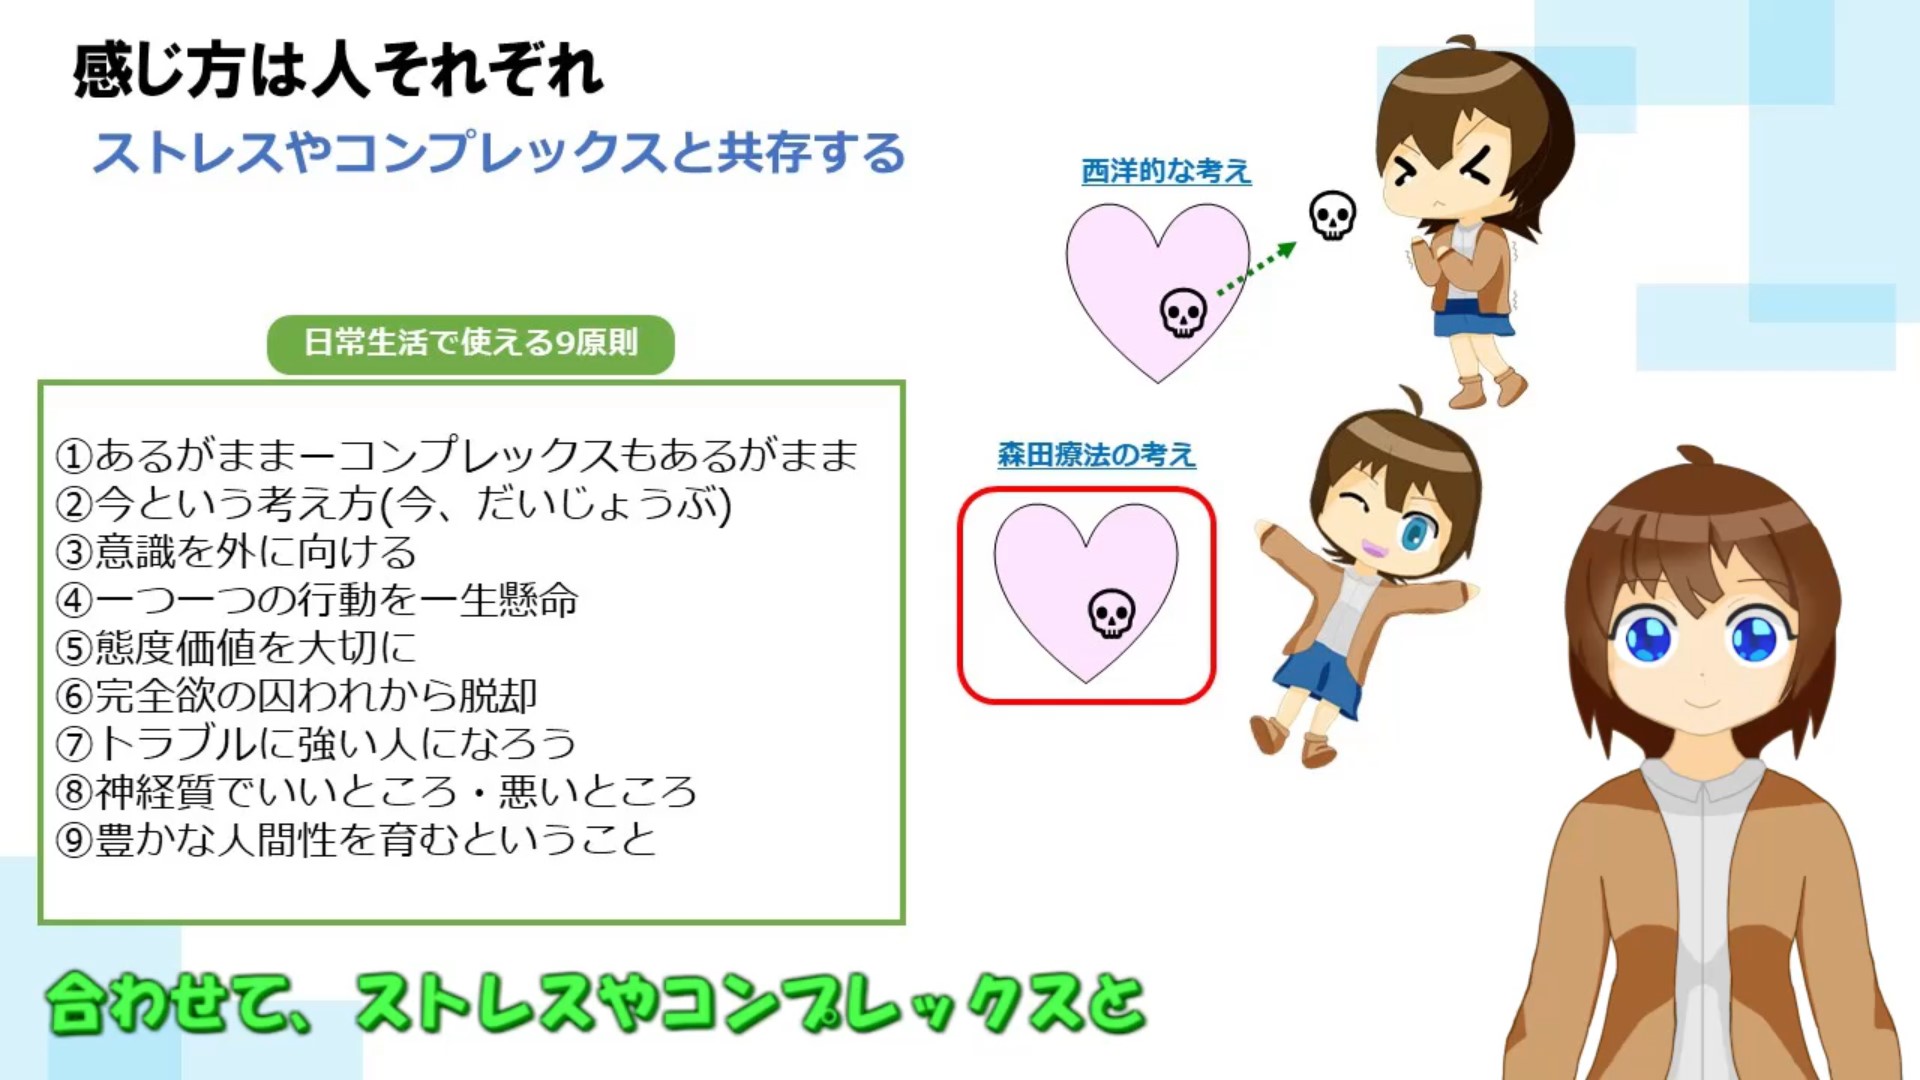 感じ方は人それぞれ
ストレスやコンプレックスと共存する
西洋的な考え
日常生活で使える9原則
①あるがままーコンプレックスもあるがまま
②今という考え方(今、だいじょうぶ)
③意識を外に向ける
④一つ一つの行動を一生懸命
⑤態度価値を大切に
⑥完全欲の囚われから脱却
⑦トラブルに強い人になろう
⑧神経質でいいところ・悪いところ
⑨豊かな人間性を育むということ
森田療法の考え
合わせて、ストレスやコンプレックスと